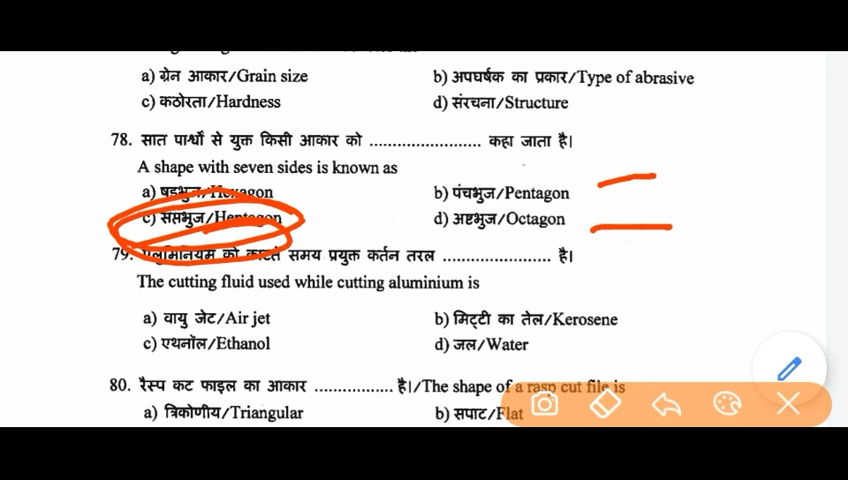 a) ग्रेन आकार/Grain size b) अपघर्षक का प्रकार/Type of abrasive
c) कठोरता/Hardness d) संरचना/Structure
78. सात पार्श्वों से युक्त किसी आकार को ......................... कहा जाता है।
A shape with seven sides is known as
a) षड्भुज/Hexagon b) पंचभुज/Pentagon
c) सप्तभुज/Heptagon d) अष्टभुज/Octagon
79. एलुमिनियम को काटते समय प्रयुक्त कर्तन तरल ........................ है।
The cutting fluid used while cutting aluminium is
a) वायु जेट/Air jet b) मिट्टी का तेल/Kerosene
c) एथनॉल/Ethanol d) जल/Water
80. रैस्प कट फाइल का आकार ................. है।/The shape of a rasp cut file is
a) त्रिकोणीय/Triangular b) सपाट/Flat